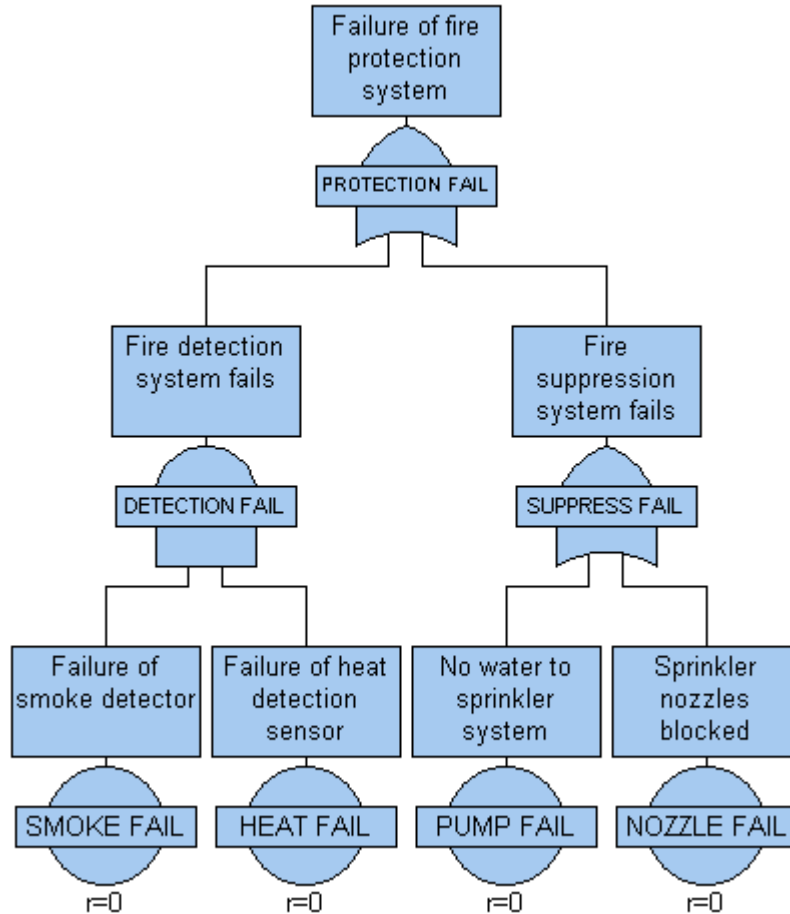 Failure of fire
protection
system
PROTECTION FAIL
Fire detection
system fails
Fire
suppression
system fails
DETECTION FAIL
SUPPRESS FAIL
Failure of
smoke detector
Failure of heat
detection
sensor
No water to
sprinkler
system
Sprinkler
nozzles
blocked
SMOKE FAIL
HEAT FAIL
PUMP FAIL
NOZZLE FAIL
r=0
r=0
r=0
r=0